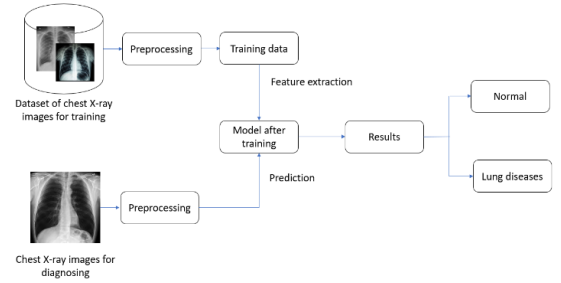 Preprocessing
Training data
Dataset of chest X-ray
images for training
Feature extraction
Normal
Model after
training
Results
Prediction
Lung diseases
Preprocessing
Chest X-ray images for
diagnosing